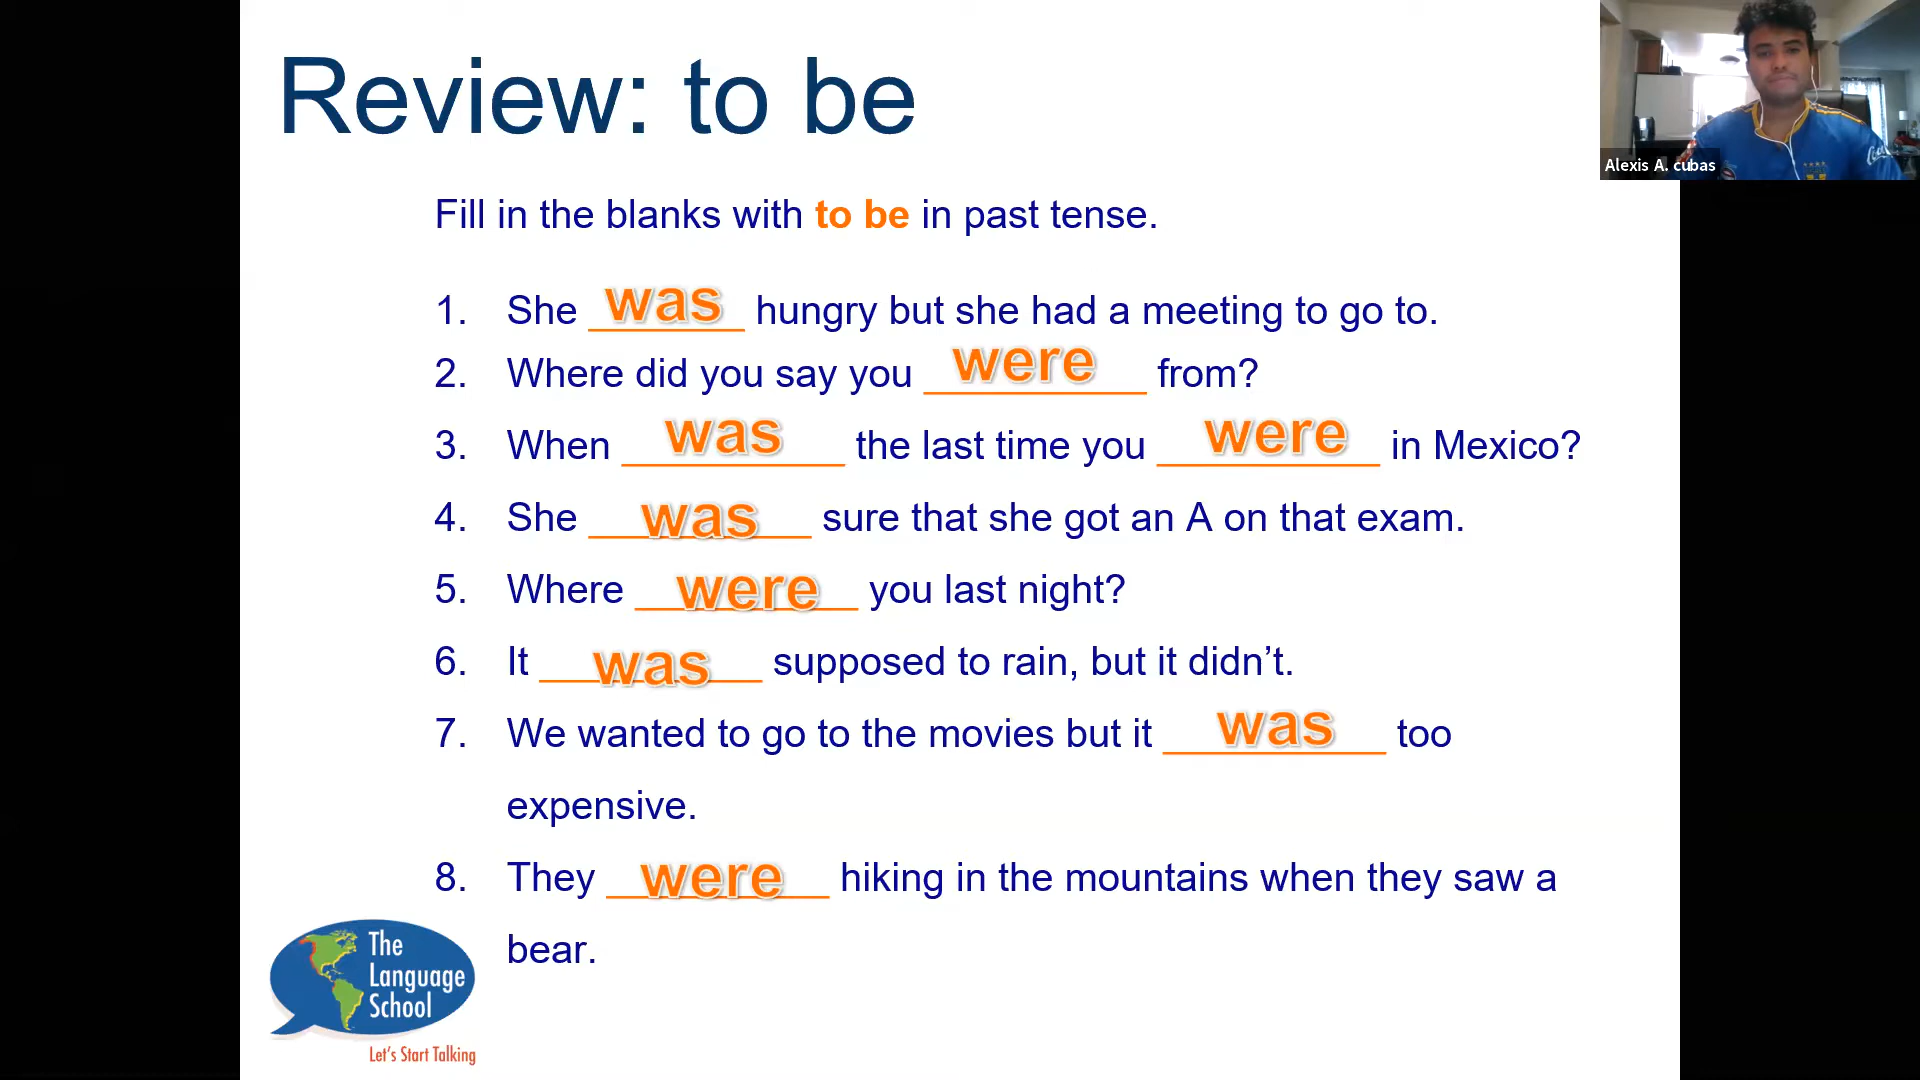 Review: to be
Alexis A. cubas
Fill in the blanks with to be in past tense.
1. She was hungry but she had a meeting to go to.
2. Where did you say you were from?
3. When was the last time you were in Mexico?
4. She was sure that she got an A on that exam.
5. Where were you last night?
6. It was supposed to rain, but it didn’t.
7. We wanted to go to the movies but it was too
expensive.
8. They were hiking in the mountains when they saw a
bear.
The
Language
School
Let's Start Talking